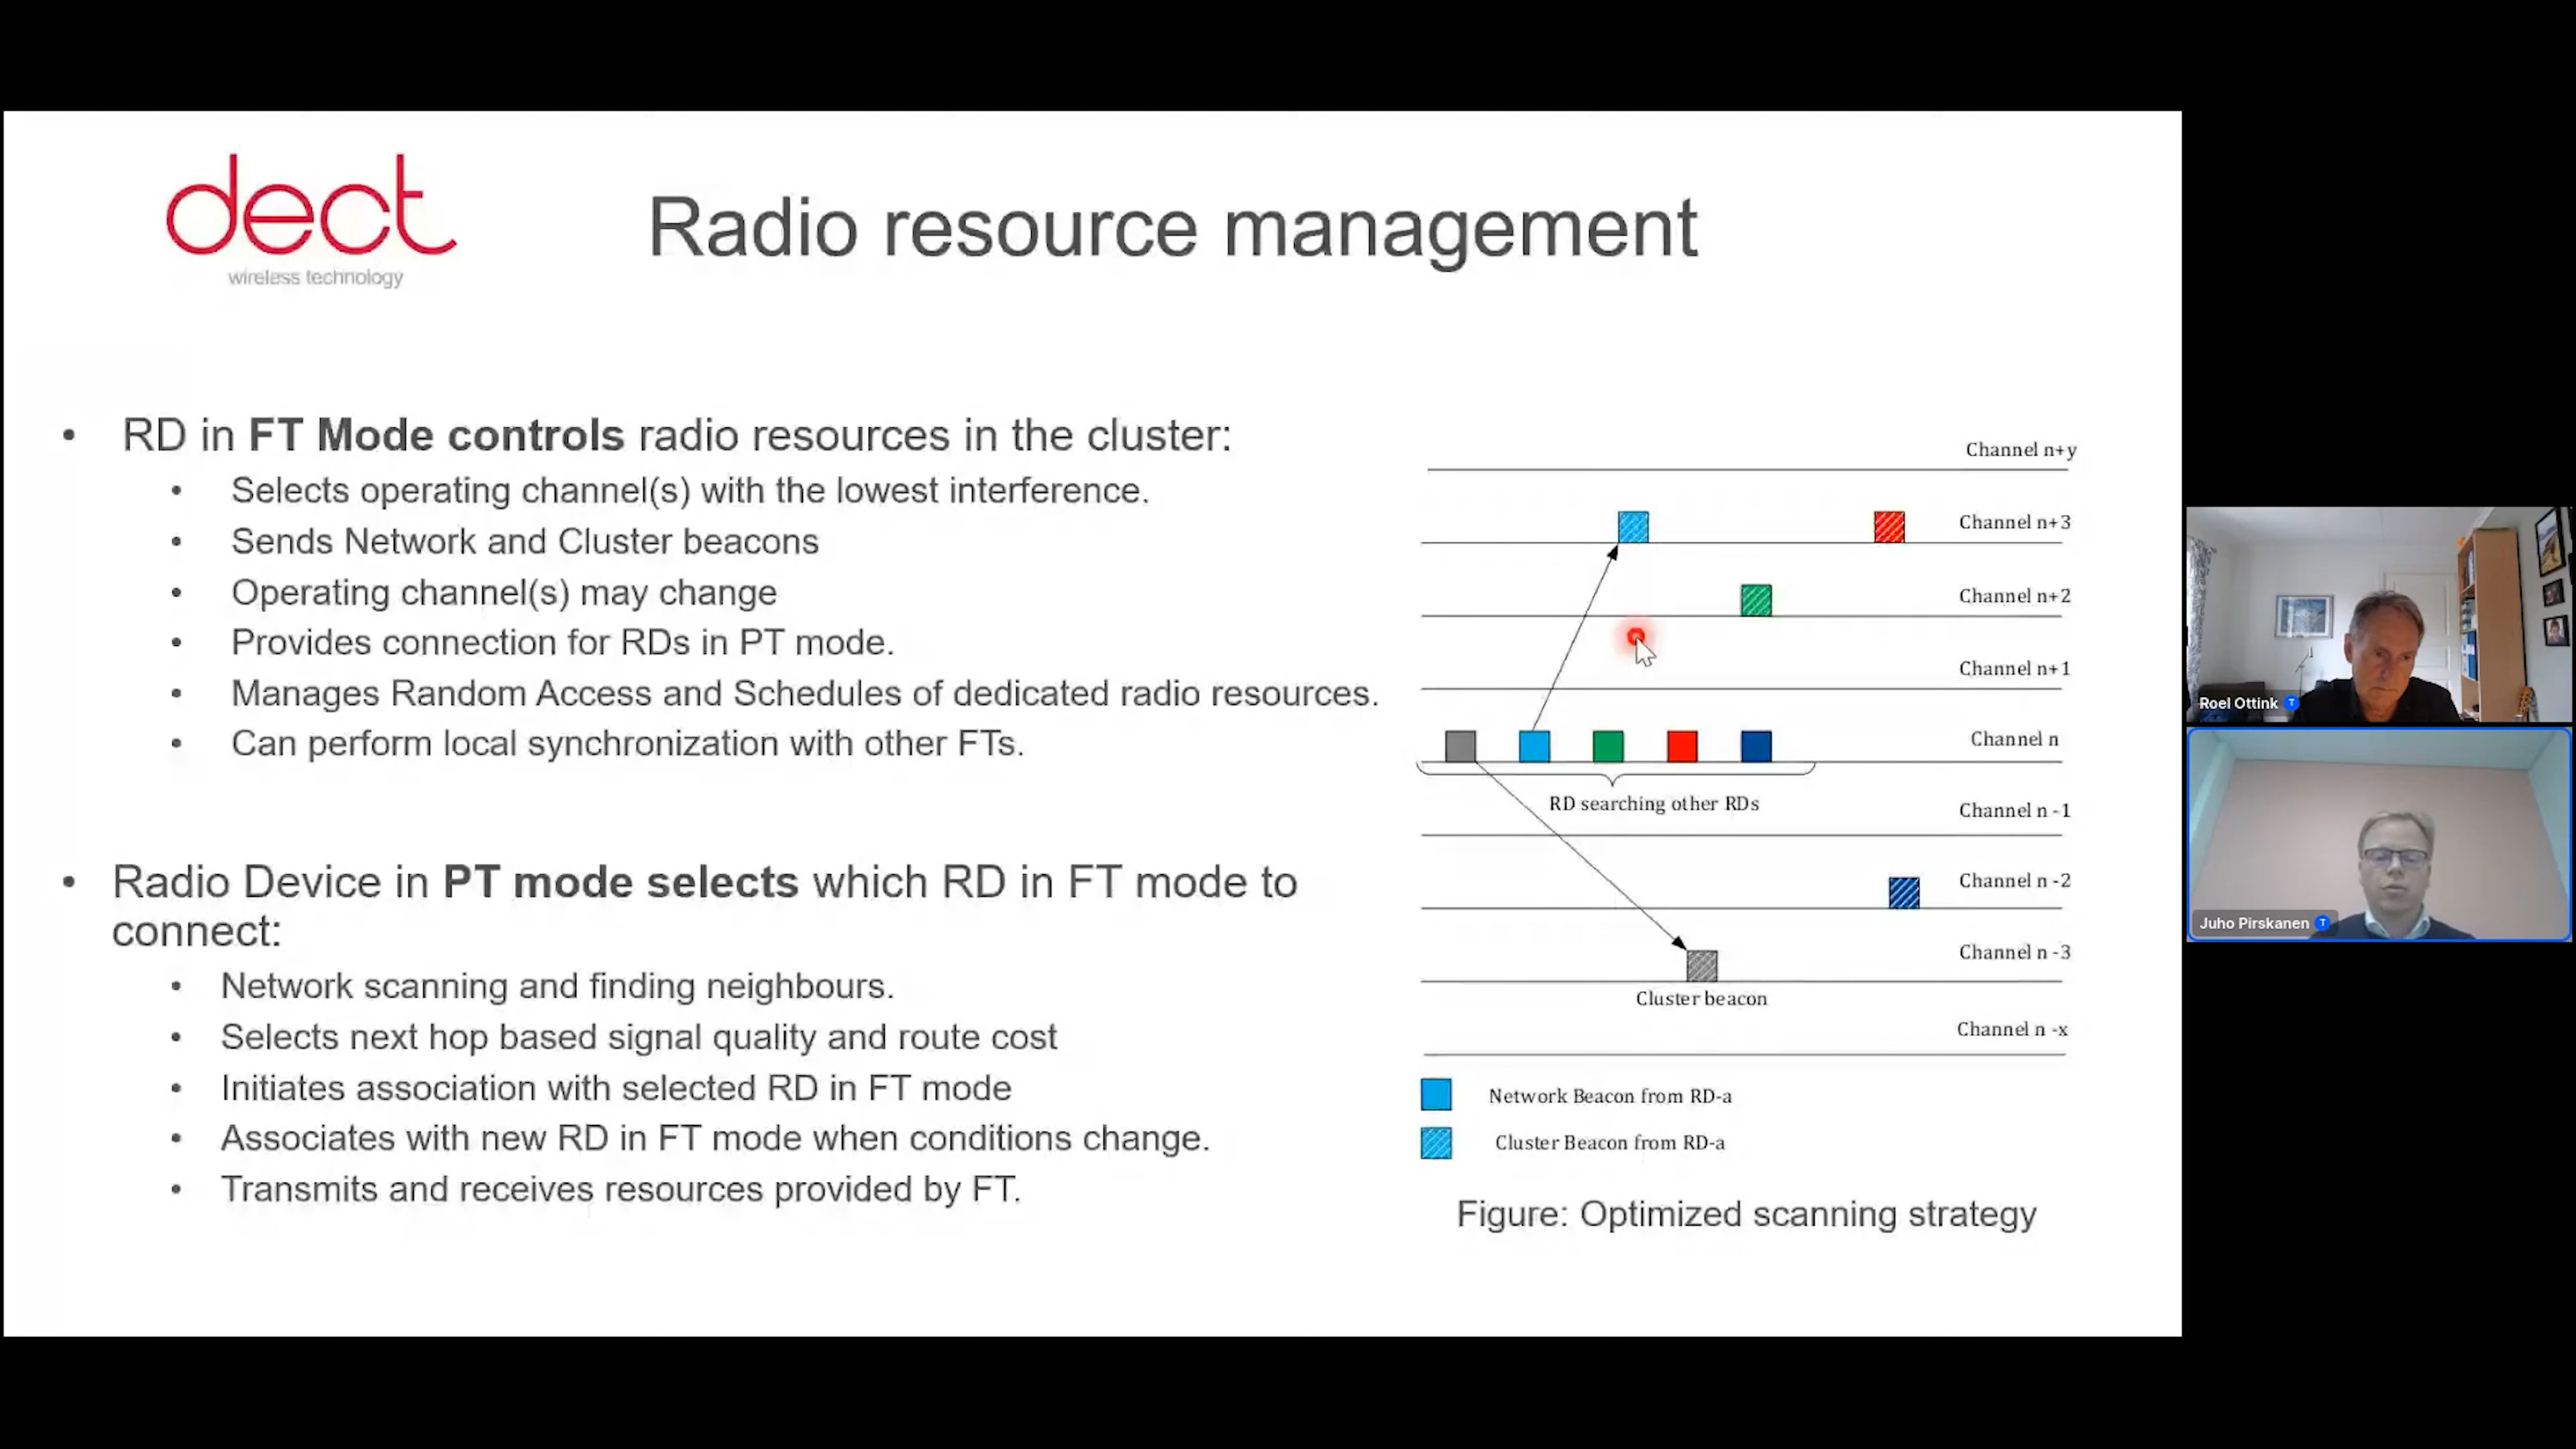 dect
wireless technology
Radio resource management
• RD in FT Mode controls radio resources in the cluster:
• Selects operating channel(s) with the lowest interference.
• Sends Network and Cluster beacons
• Operating channel(s) may change
• Provides connection for RDs in PT mode.
• Manages Random Access and Schedules of dedicated radio resources.
• Can perform local synchronization with other FTs.
• Radio Device in PT mode selects which RD in FT mode to
connect:
• Network scanning and finding neighbours.
• Selects next hop based signal quality and route cost
• Initiates association with selected RD in FT mode
• Associates with new RD in FT mode when conditions change.
• Transmits and receives resources provided by FT.
Channel n+y
Channel n+3
Channel n+2
Channel n+1
Channel n
RD searching other RDs
Channel n -1
Channel n -2
Channel n -3
Cluster beacon
Channel n -x
Network Beacon from RD-a
Cluster Beacon from RD-a
Figure: Optimized scanning strategy
Roel Ottink T
Juho Pirskanen T